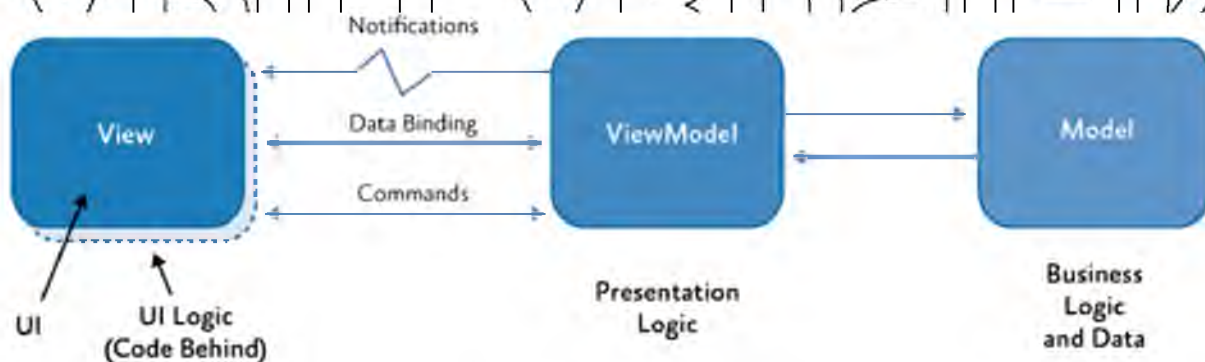 Notifications
View
Data Binding
ViewModel
Model
Commands
UI
UI Logic
(Code Behind)
Presentation
Logic
Business
Logic
and Data